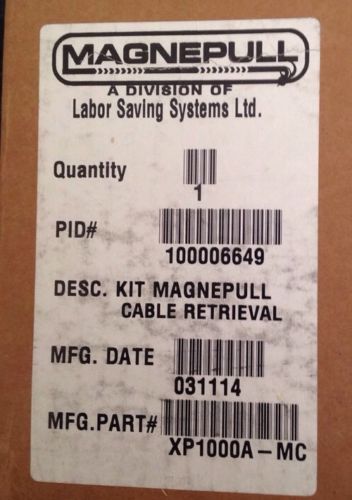 MAGNEPULL
A DIVISION OF
Labor Saving Systems Ltd.
Quantity
1
PID#
100006649
DESC. KIT MAGNEPULL
CABLE RETRIEVAL
MFG. DATE
031114
MFG.PART#
XP1000A-MC